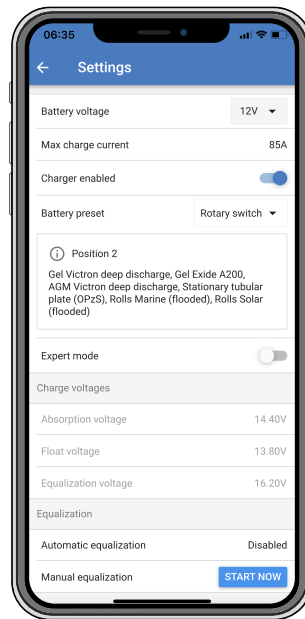 06:35
← Settings
Battery voltage 12V
Max charge current 85A
Charger enabled
Battery preset Rotary switch
Position 2
Gel Victron deep discharge, Gel Exide A200,
AGM Victron deep discharge, Stationary tubular
plate (OPzS), Rolls Marine (flooded), Rolls Solar
(flooded)
Expert mode
Charge voltages
Absorption voltage 14.40V
Float voltage 13.80V
Equalization voltage 16.20V
Equalization
Automatic equalization Disabled
Manual equalization START NOW